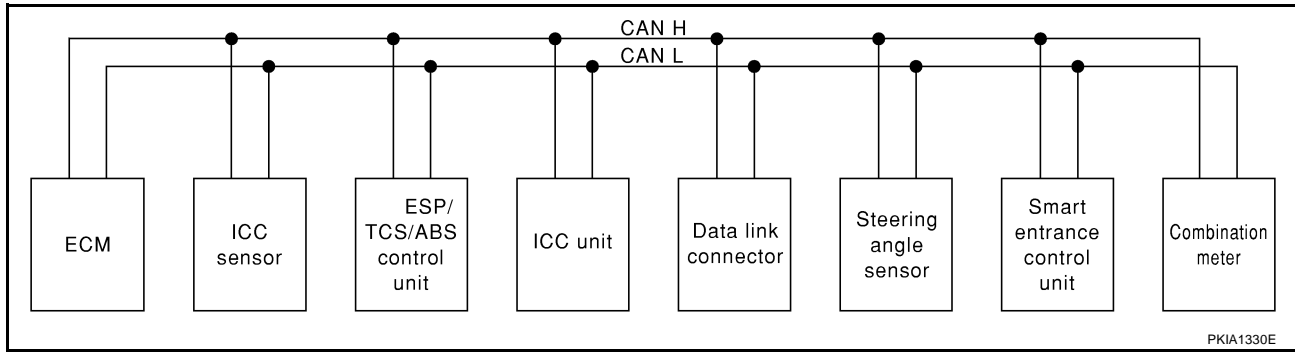 CAN H
CAN L
ECM
ICC
sensor
ESP/
TCS/ABS
control
unit
ICC unit
Data link
connector
Steering
angle
sensor
Smart
entrance
control
unit
Combination
meter
PKIA1330E